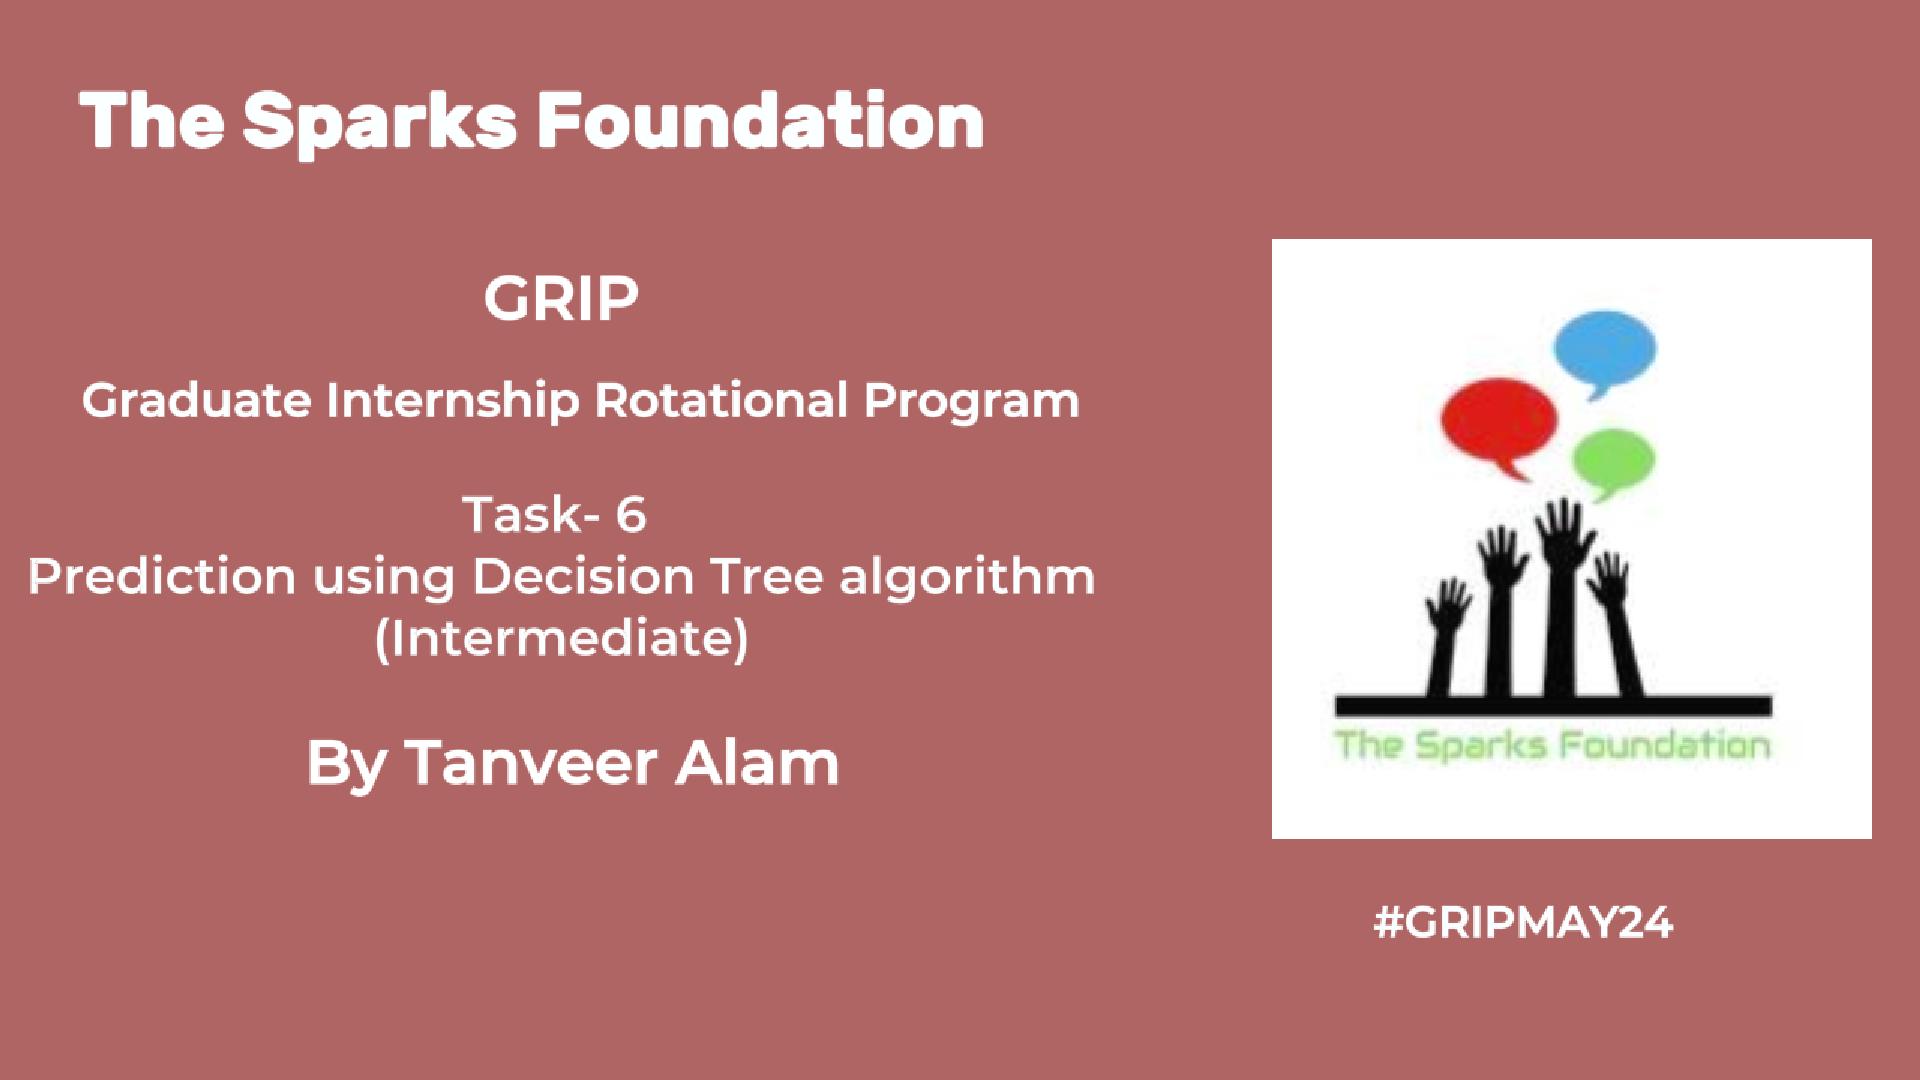 The Sparks Foundation
GRIP
Graduate Internship Rotational Program
Task- 6
Prediction using Decision Tree algorithm
(Intermediate)
By Tanveer Alam
The Sparks Foundation
#GRIPMAY24